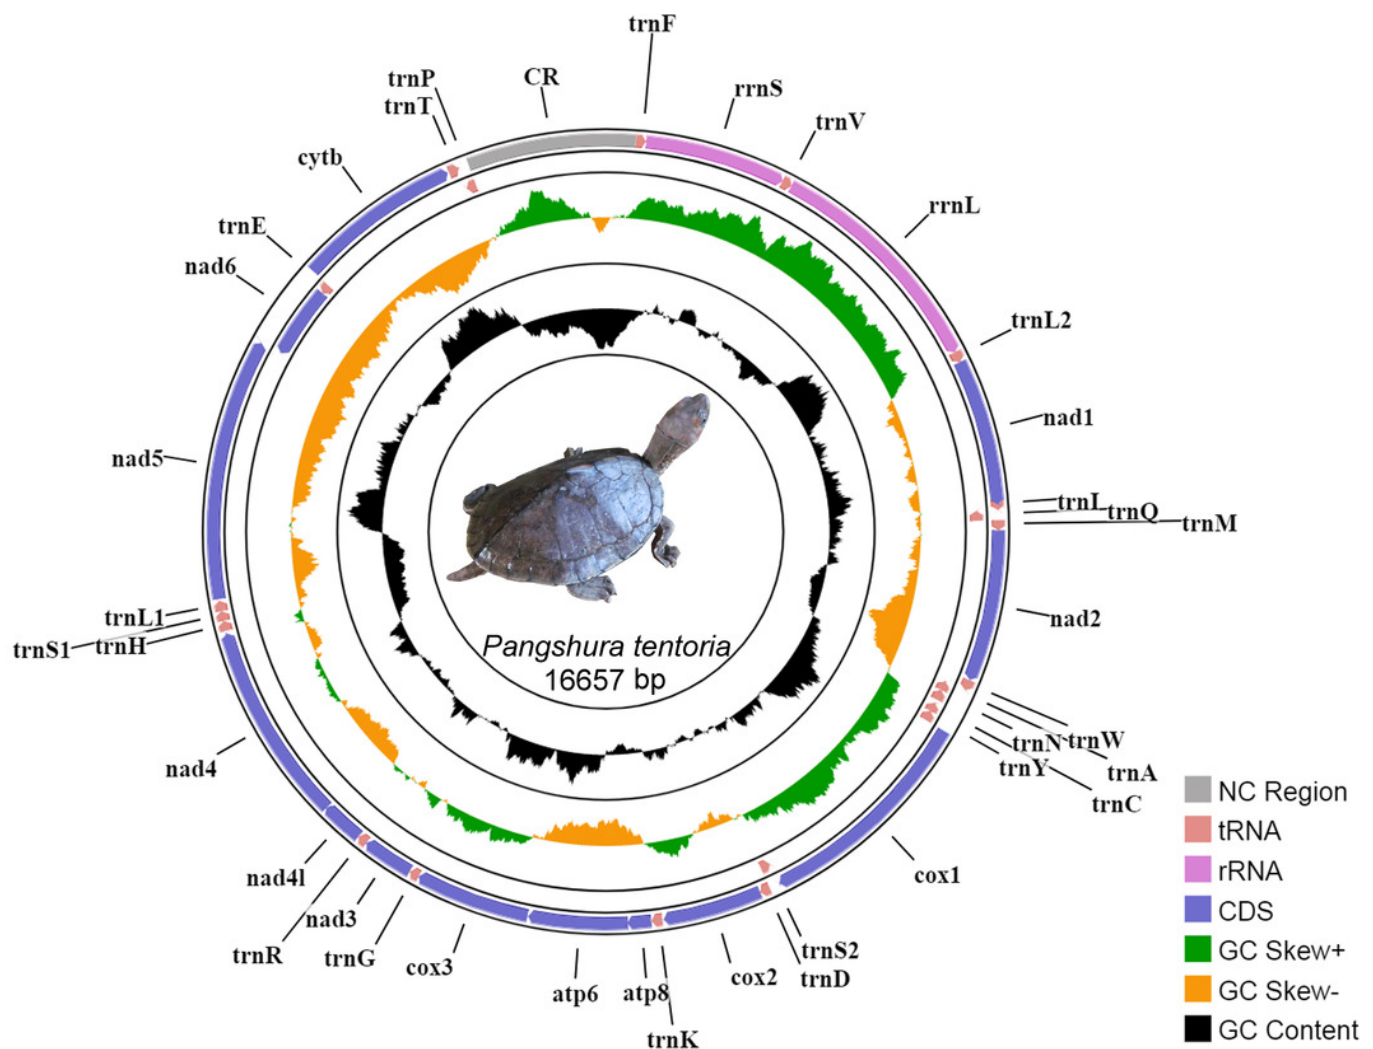 trnF
CR
rrnS
trnV
rrnL
trnL2
nad1
trnL
trnQ
trnM
nad2
trnW
trnA
trnN
trnY
trnC
cox1
trnS2
trnD
cox2
trnK
atp8
atp6
cox3
trnG
nad3
trnR
nad4l
nad4
trnH
trnS1
trnL1
nad5
nad6
trnE
cytb
trnT
trnP
Pangshura tentoria
16657 bp
NC Region
tRNA
rRNA
CDS
GC Skew+
GC Skew-
GC Content